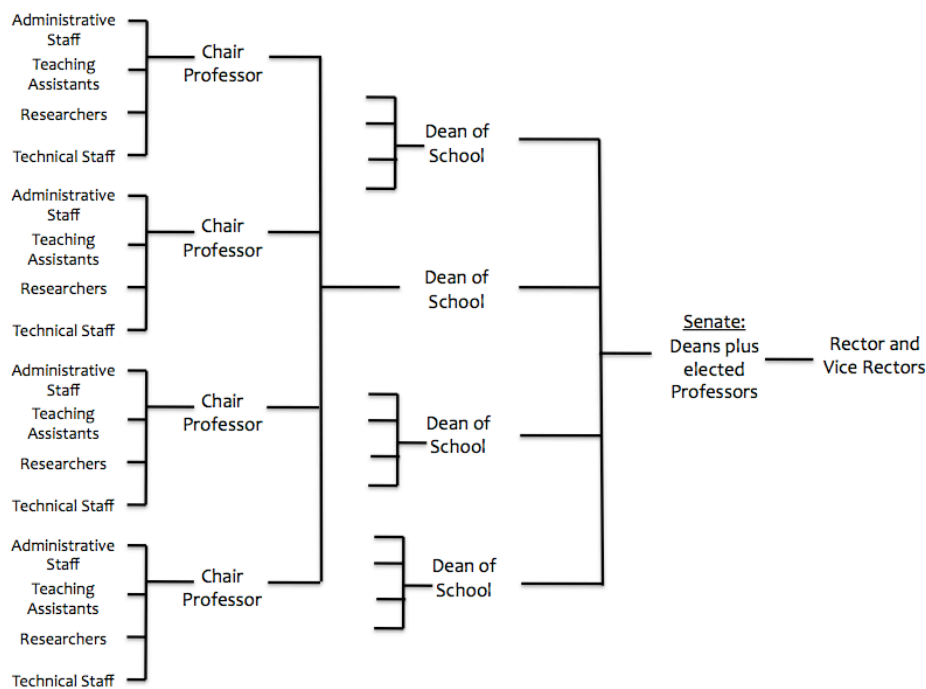 Administrative
Staff
Teaching
Assistants
Researchers
Technical Staff
Chair
Professor
Administrative
Staff
Teaching
Assistants
Researchers
Technical Staff
Chair
Professor
Administrative
Staff
Teaching
Assistants
Researchers
Technical Staff
Chair
Professor
Administrative
Staff
Teaching
Assistants
Researchers
Technical Staff
Chair
Professor
Dean of
School
Dean of
School
Dean of
School
Dean of
School
Senate:
Deans plus
elected
Professors
Rector and
Vice Rectors